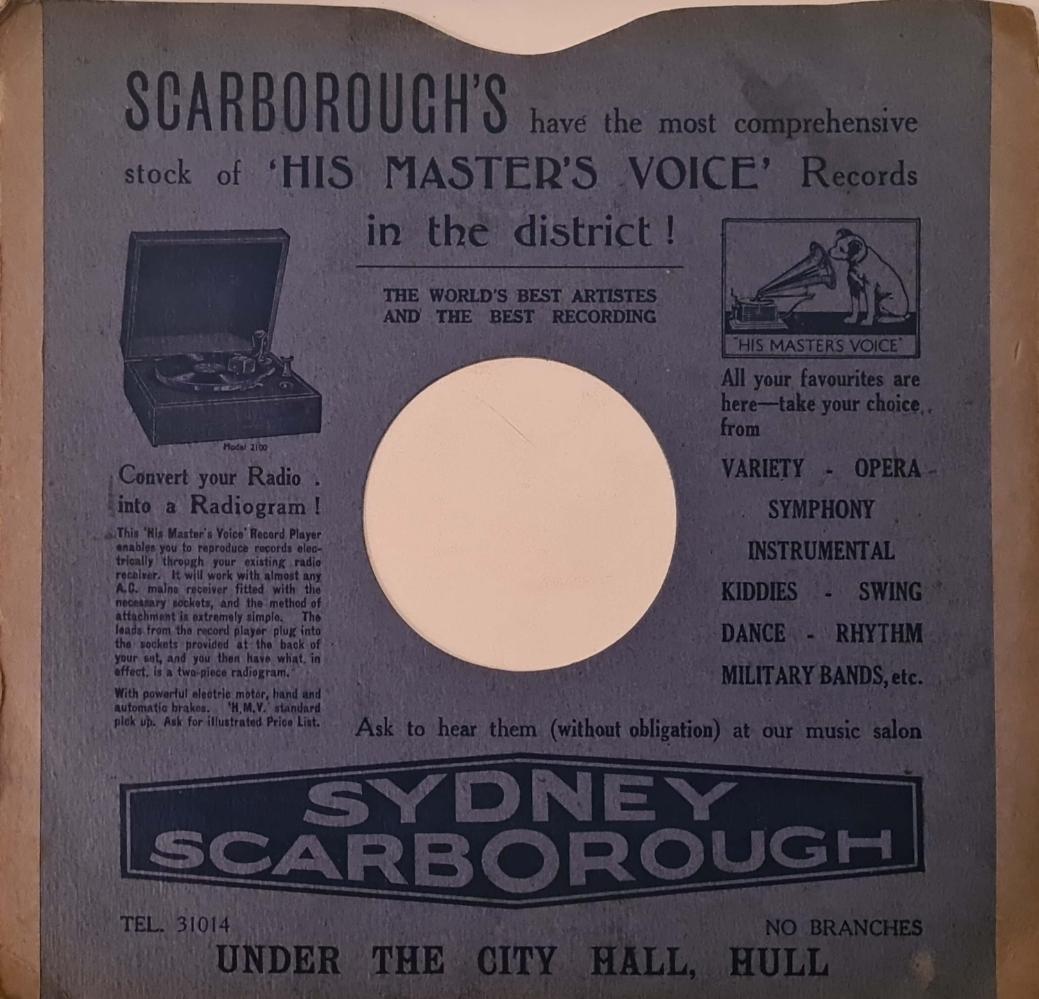 SCARBOROUGH'S have the most comprehensive
stock of 'HIS MASTER'S VOICE' Records
in the district !
THE WORLD'S BEST ARTISTES
AND THE BEST RECORDING
Model 2100
Convert your Radio
into a Radiogram !
This 'His Master's Voice' Record Player
enables you to reproduce records elec-
trically through your existing radio
receiver. It will work with almost any
A.C. mains receiver fitted with the
necessary sockets, and the method of
attachment is extremely simple. The
leads from the record player plug into
the sockets provided at the back of
your set, and you then have what, in
effect, is a two-piece radiogram.
With powerful electric motor, hand and
automatic brakes. 'H.M.V.' standard
pick up. Ask for illustrated Price List.
"HIS MASTER'S VOICE"
All your favourites are
here—take your choice
from
VARIETY - OPERA
SYMPHONY
INSTRUMENTAL
KIDDIES - SWING
DANCE - RHYTHM
MILITARY BANDS, etc.
Ask to hear them (without obligation) at our music salon
SYDNEY
SCARBOROUGH
TEL. 31014
NO BRANCHES
UNDER THE CITY HALL, HULL